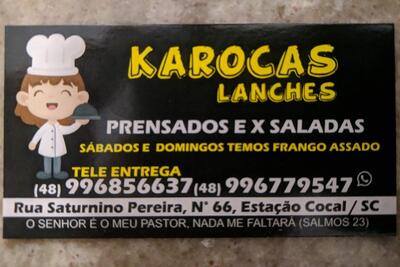 KAROCAS
LANCHES
PRENSADOS E X SALADAS
SÁBADOS E DOMINGOS TEMOS FRANGO ASSADO
TELE ENTREGA
(48) 996856637 (48) 996779547
Rua Saturnino Pereira, N° 66, Estação Cocal / SC
O SENHOR É O MEU PASTOR, NADA ME FALTARÁ (SALMOS 23)